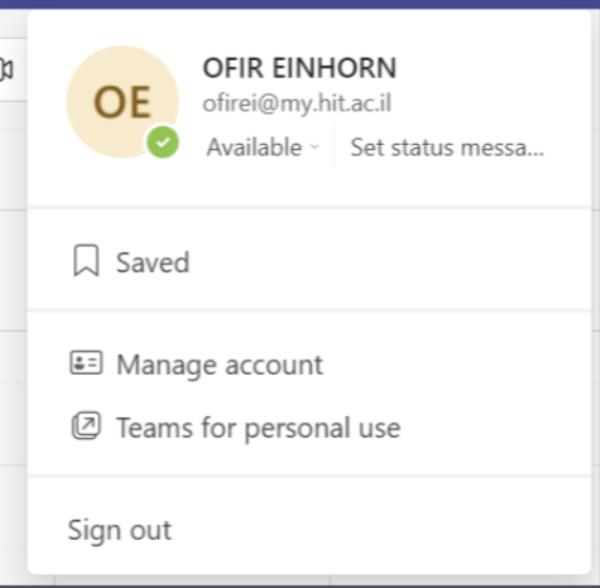 OE
OFIR EINHORN
ofirei@my.hit.ac.il
Available
Set status messa...
Saved
Manage account
Teams for personal use
Sign out